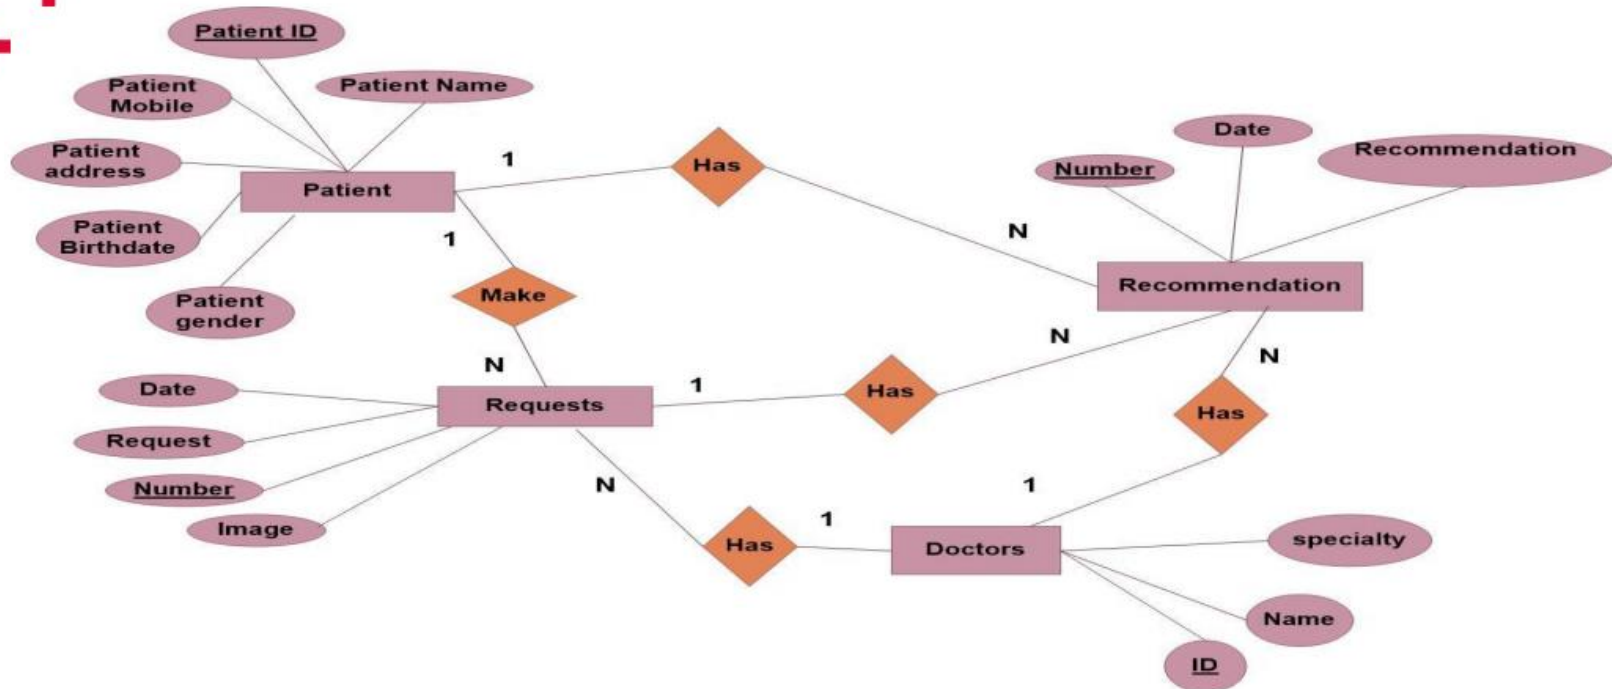 Patient ID
Patient
Mobile
Patient Name
Patient
address
Patient
Patient
Birthdate
Patient
gender
1
Has
N
Number
Date
Recommendation
Recommendation
1
Make
N
Date
Request
Number
Image
Requests
1
Has
N
N
Has
1
N
Has
1
Doctors
specialty
Name
ID